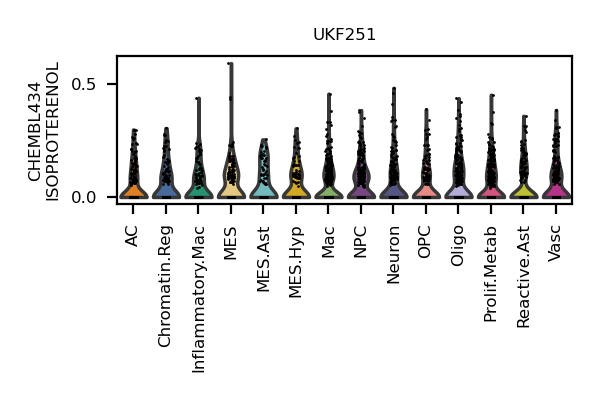 UKF251
CHEMBL434
ISOPROTERENOL
0.5
0.0
AC
Chromatin.Reg
Inflammatory.Mac
MES
MES.Ast
MES.Hyp
Mac
NPC
Neuron
OPC
Oligo
Prolif.Metab
Reactive.Ast
Vasc